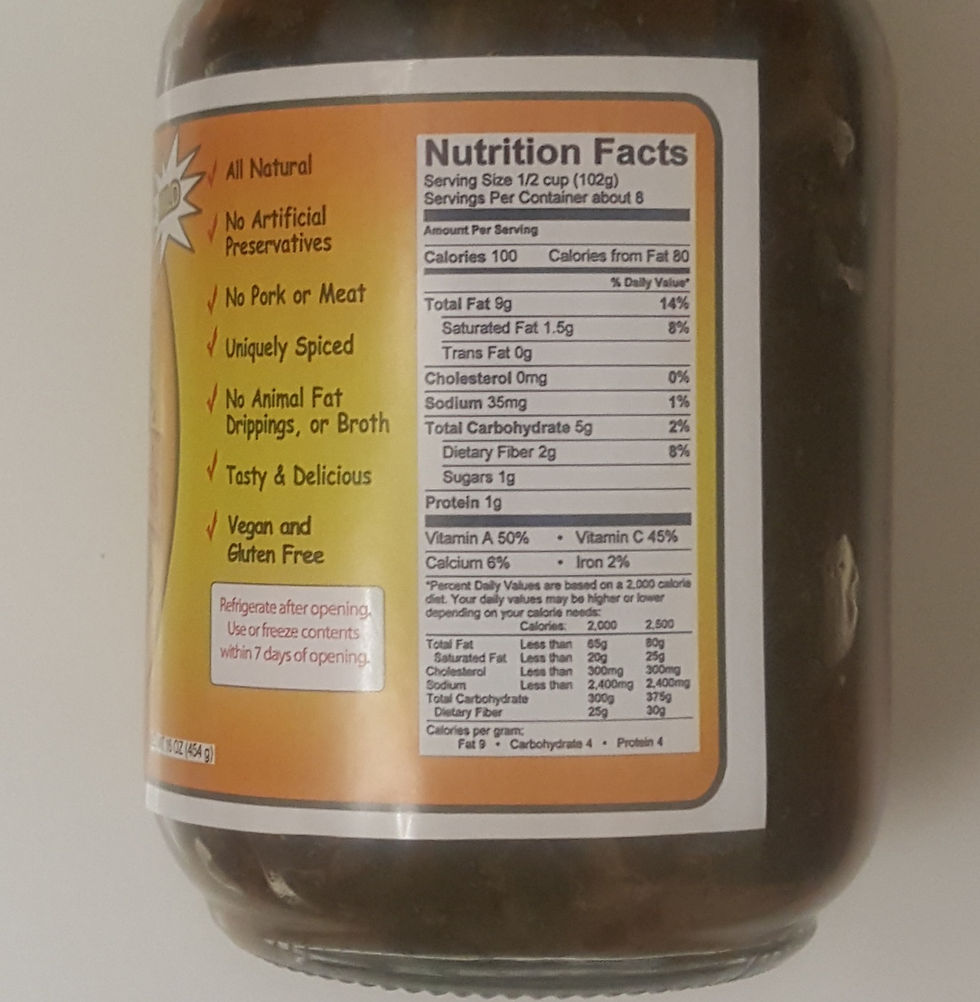 All Natural
No Artificial
Preservatives
No Pork or Meat
Uniquely Spiced
No Animal Fat
Drippings, or Broth
Tasty & Delicious
Vegan and
Gluten Free
Refrigerate after opening.
Use or freeze contents
within 7 days of opening.
16 OZ (454 g)
Nutrition Facts
Serving Size 1/2 cup (102g)
Servings Per Container about 8
Amount Per Serving
Calories 100 Calories from Fat 80
% Daily Value*
Total Fat 9g 14%
Saturated Fat 1.5g 8%
Trans Fat 0g
Cholesterol 0mg 0%
Sodium 35mg 1%
Total Carbohydrate 5g 2%
Dietary Fiber 2g 8%
Sugars 1g
Protein 1g
Vitamin A 50% • Vitamin C 45%
Calcium 6% • Iron 2%
*Percent Daily Values are based on a 2,000 calorie
diet. Your daily values may be higher or lower
depending on your calorie needs:
Calories: 2,000 2,500
Total Fat Less than 65g 80g
Saturated Fat Less than 20g 25g
Cholesterol Less than 300mg 300mg
Sodium Less than 2,400mg 2,400mg
Total Carbohydrate 300g 375g
Dietary Fiber 25g 30g
Calories per gram:
Fat 9 • Carbohydrate 4 • Protein 4